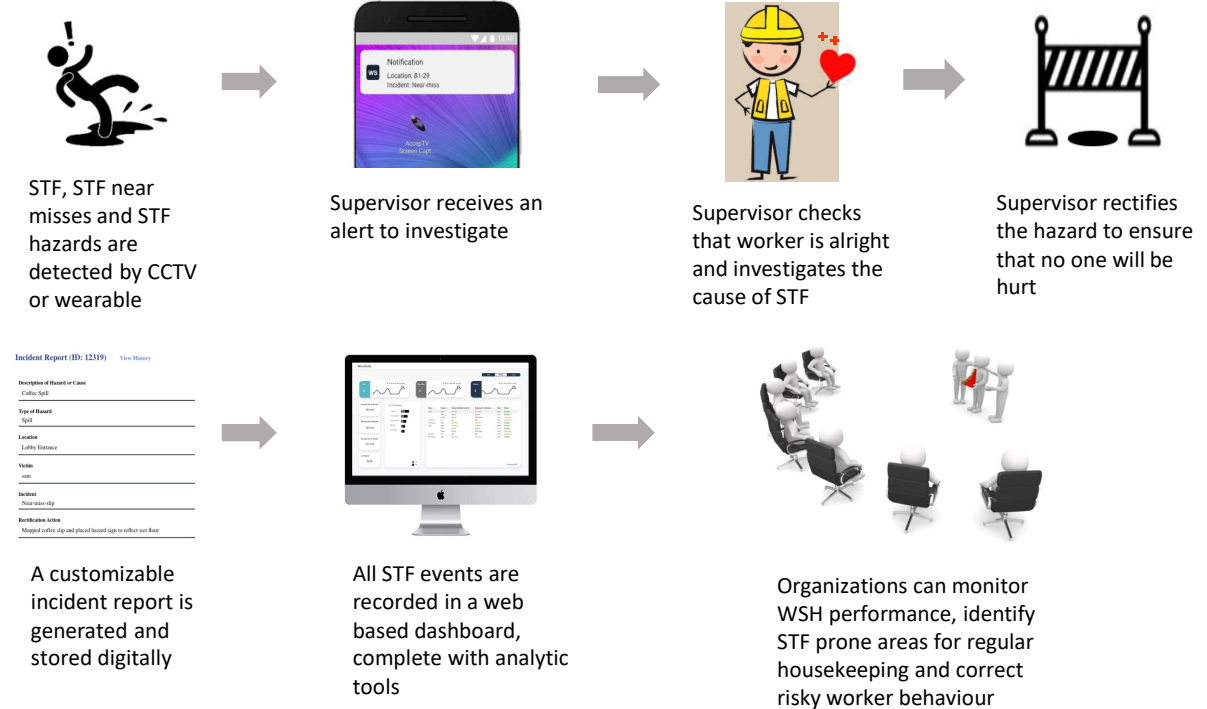 12:30
Notification
WS
Location: B1-29
Incident: Near-miss
Screen Capt...
STF, STF near
misses and STF
hazards are
detected by CCTV
or wearable
Supervisor receives an
alert to investigate
Supervisor checks
that worker is alright
and investigates the
cause of STF
Supervisor rectifies
the hazard to ensure
that no one will be
hurt
Incident Report (ID: 12319) View History
Description of Hazard or Cause
Coffee Spill
Type of Hazard
Spill
Location
Lobby Entrance
Victim
sam
Incident
Near-miss-slip
Rectification Action
Mopped coffee slip and placed hazard sign to reflect wet floor
A customizable
incident report is
generated and
stored digitally
All STF events are
recorded in a web
based dashboard,
complete with analytic
tools
Organizations can monitor
WSH performance, identify
STF prone areas for regular
housekeeping and correct
risky worker behaviour